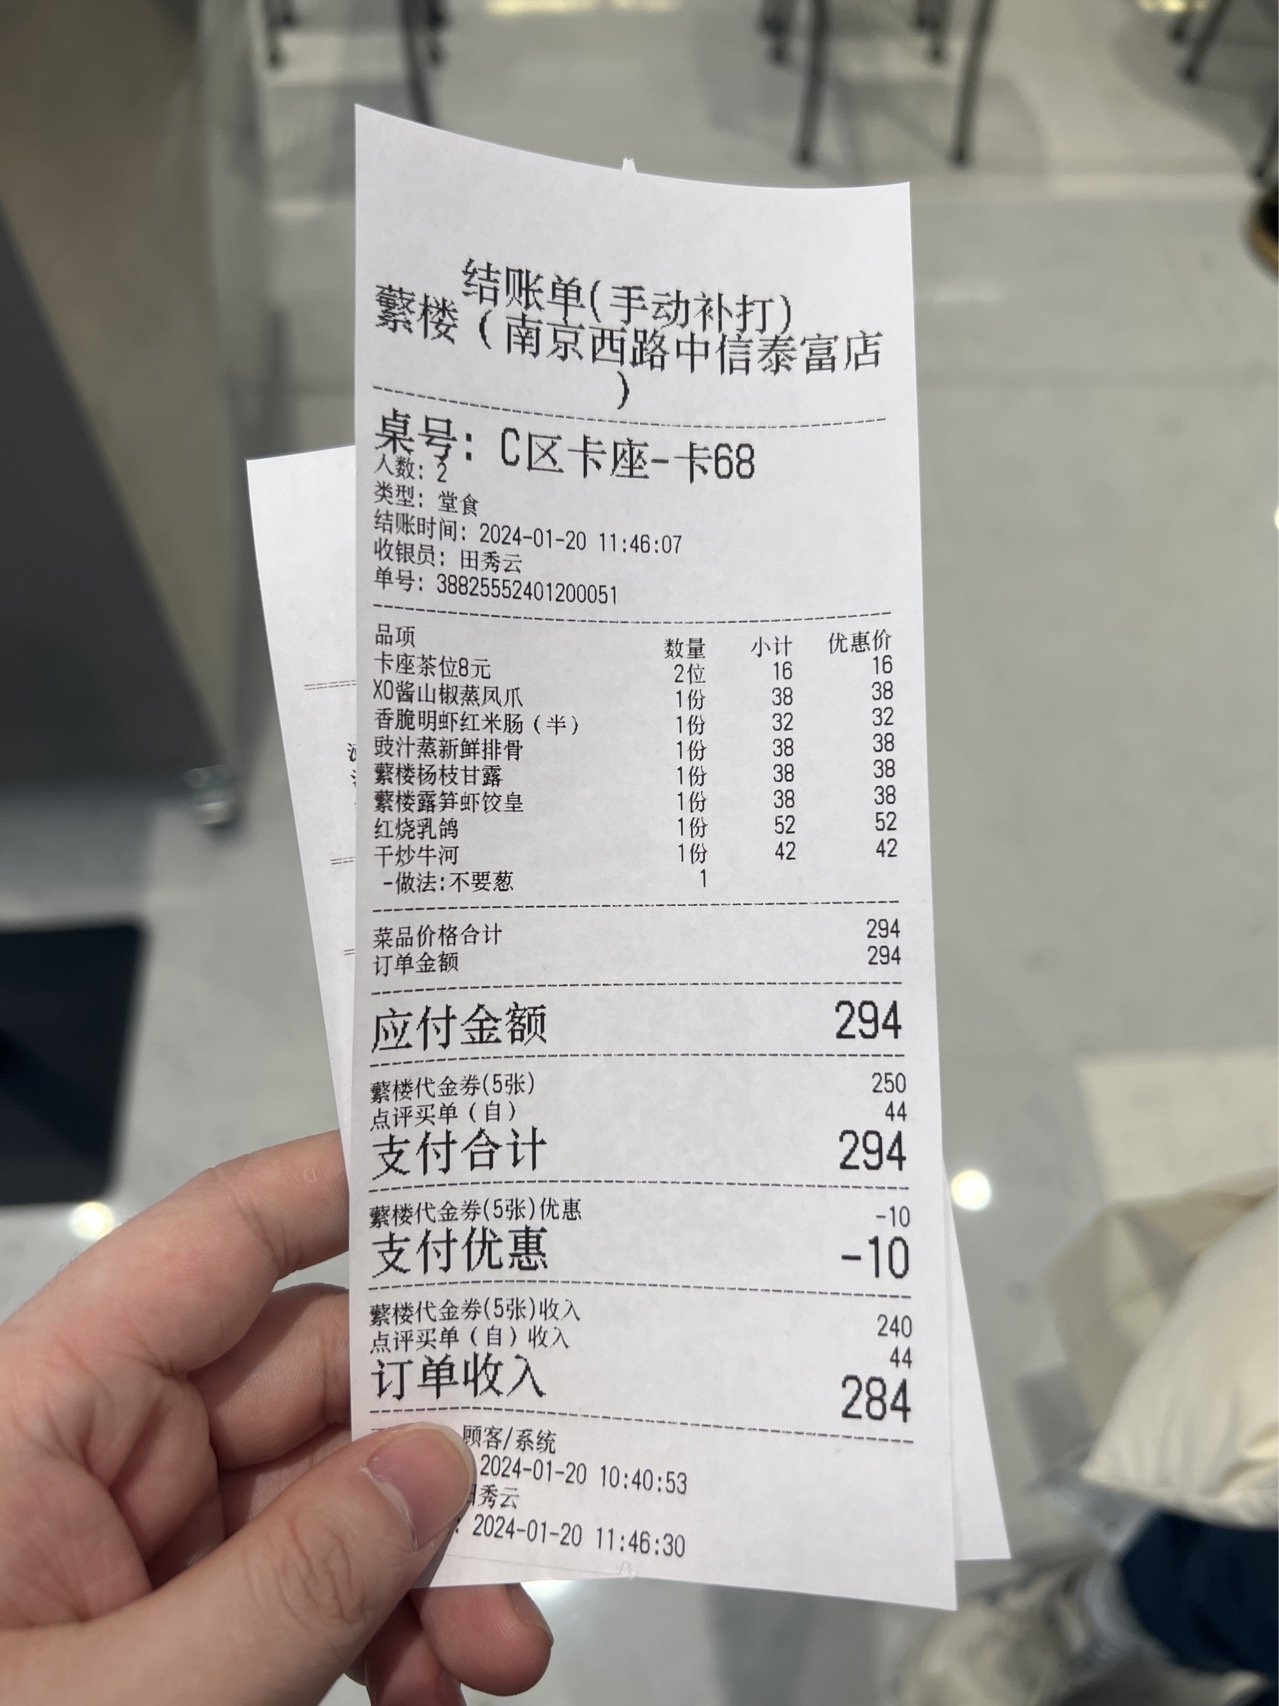 结账单(手动补打)
蘩楼（南京西路中信泰富店
）
桌号: C区卡座-卡68
人数: 2
类型: 堂食
结账时间: 2024-01-20 11:46:07
收银员: 田秀云
单号: 38825552401200051
品项 数量 小计 优惠价
卡座茶位8元 2位 16 16
XO酱山椒蒸凤爪 1份 38 38
香脆明虾红米肠（半） 1份 32 32
豉汁蒸新鲜排骨 1份 38 38
蘩楼杨枝甘露 1份 38 38
蘩楼露笋虾饺皇 1份 38 38
红烧乳鸽 1份 52 52
干炒牛河 1份 42 42
-做法:不要葱 1
菜品价格合计 294
订单金额 294
应付金额 294
蘩楼代金券(5张) 250
点评买单（自） 44
支付合计 294
蘩楼代金券(5张)优惠 -10
支付优惠 -10
蘩楼代金券(5张)收入 240
点评买单（自）收入 44
订单收入 284
顾客/系统
2024-01-20 10:40:53
田秀云
: 2024-01-20 11:46:30